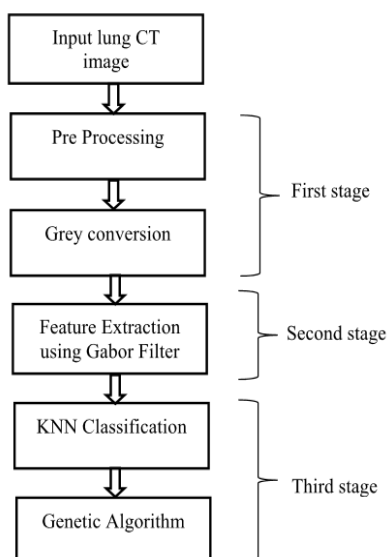 Input lung CT
image
Pre Processing
First stage
Grey conversion
Feature Extraction
using Gabor Filter
Second stage
KNN Classification
Third stage
Genetic Algorithm